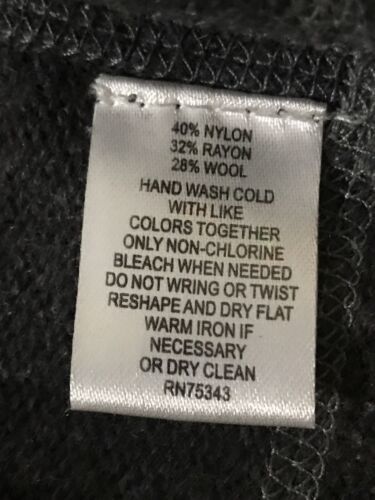 40% NYLON
32% RAYON
28% WOOL
HAND WASH COLD
WITH LIKE
COLORS TOGETHER
ONLY NON-CHLORINE
BLEACH WHEN NEEDED
DO NOT WRING OR TWIST
RESHAPE AND DRY FLAT
WARM IRON IF
NECESSARY
OR DRY CLEAN
RN75343